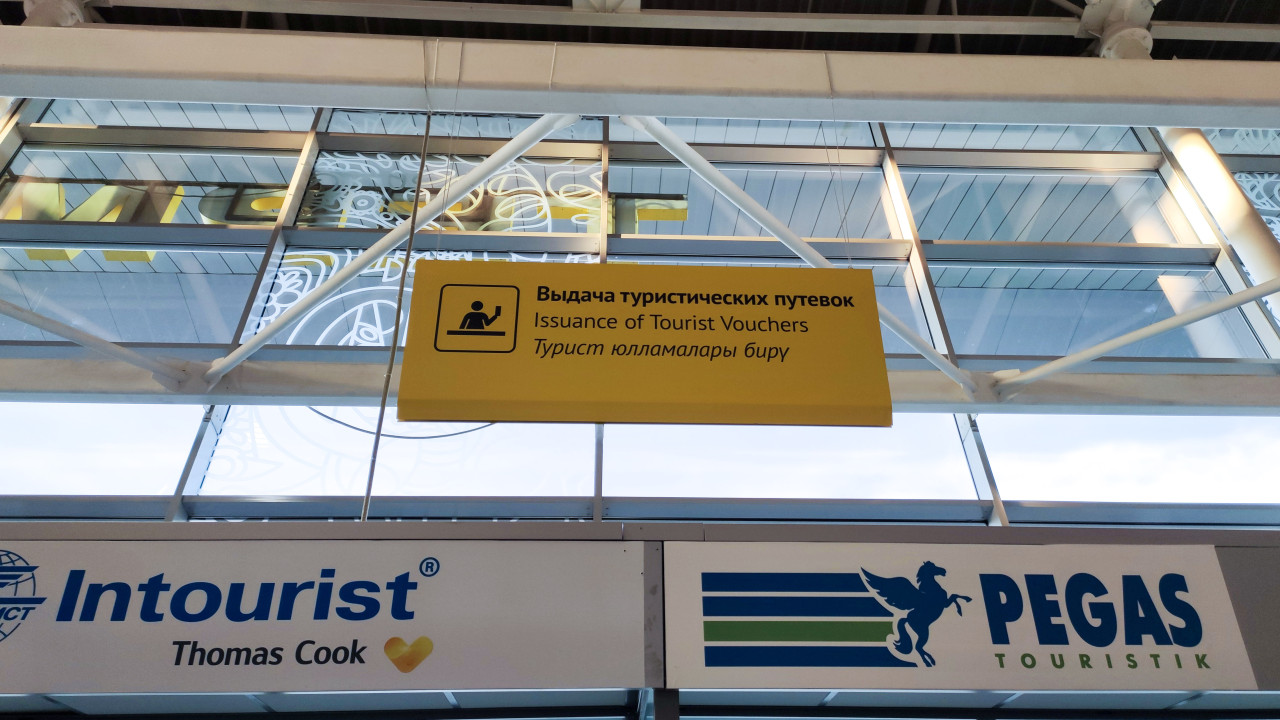 Выдача туристических путевок
Issuance of Tourist Vouchers
Турист юлламалары бирү
Intourist®
Thomas Cook
PEGAS
TOURISTIK